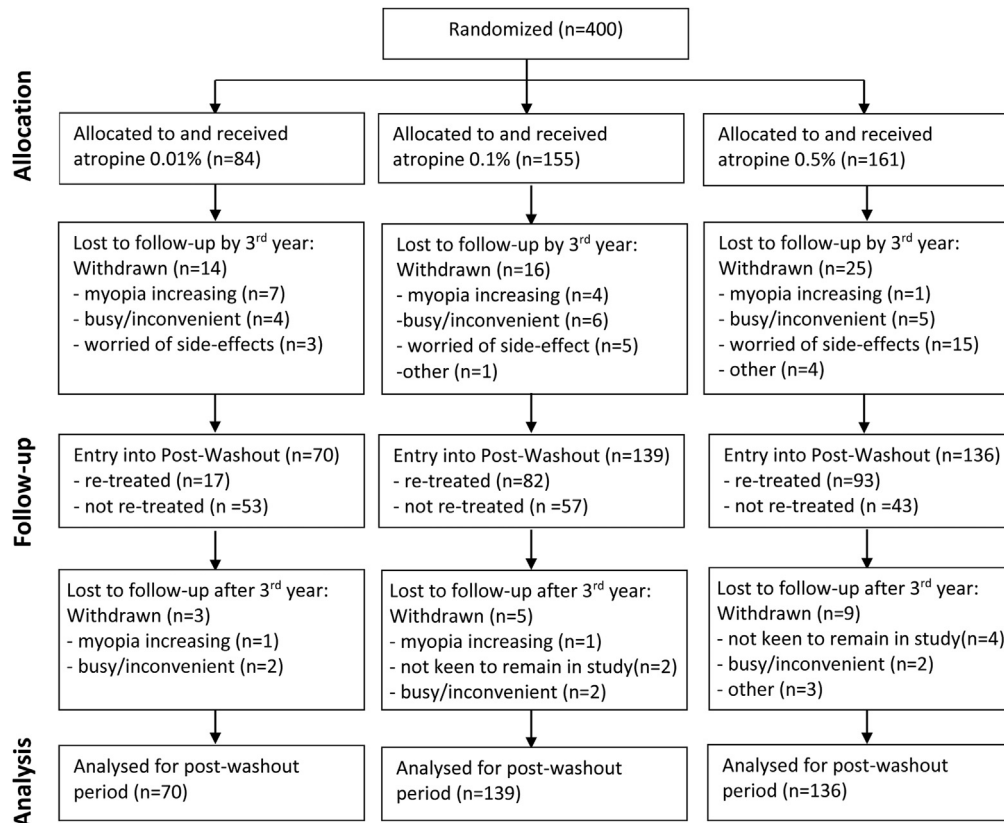 Randomized (n=400)
Allocation
Allocated to and received
atropine 0.01% (n=84)
Allocated to and received
atropine 0.1% (n=155)
Allocated to and received
atropine 0.5% (n=161)
Lost to follow-up by 3rd year:
Withdrawn (n=14)
- myopia increasing (n=7)
- busy/inconvenient (n=4)
- worried of side-effects (n=3)
Lost to follow-up by 3rd year:
Withdrawn (n=16)
- myopia increasing (n=4)
-busy/inconvenient (n=6)
- worried of side-effect (n=5)
-other (n=1)
Lost to follow-up by 3rd year:
Withdrawn (n=25)
- myopia increasing (n=1)
- busy/inconvenient (n=5)
- worried of side-effects (n=15)
- other (n=4)
Follow-up
Entry into Post-Washout (n=70)
- re-treated (n=17)
- not re-treated (n =53)
Entry into Post-Washout (n=139)
- re-treated (n=82)
- not re-treated (n =57)
Entry into Post-Washout (n=136)
- re-treated (n=93)
- not re-treated (n =43)
Lost to follow-up after 3rd year:
Withdrawn (n=3)
- myopia increasing (n=1)
- busy/inconvenient (n=2)
Lost to follow-up after 3rd year:
Withdrawn (n=5)
- myopia increasing (n=1)
- not keen to remain in study(n=2)
- busy/inconvenient (n=2)
Lost to follow-up after 3rd year:
Withdrawn (n=9)
- not keen to remain in study(n=4)
- busy/inconvenient (n=2)
- other (n=3)
Analysis
Analysed for post-washout
period (n=70)
Analysed for post-washout
period (n=139)
Analysed for post-washout
period (n=136)